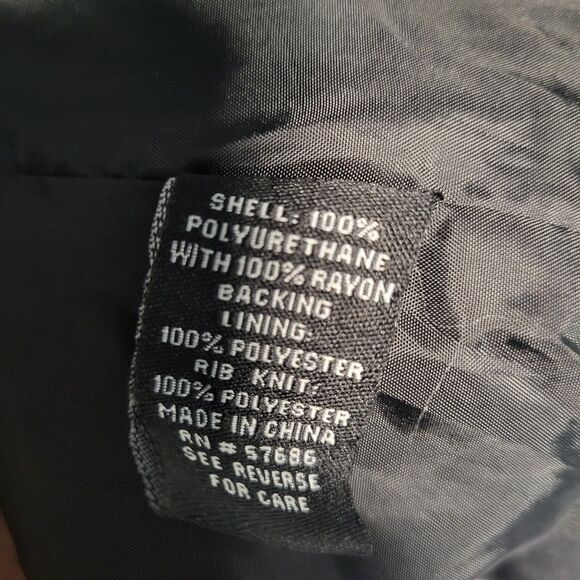 SHELL: 100%
POLYURETHANE
WITH 100% RAYON
BACKING
LINING:
100% POLYESTER
RIB KNIT:
100% POLYESTER
MADE IN CHINA
RN # 57686
SEE REVERSE
FOR CARE